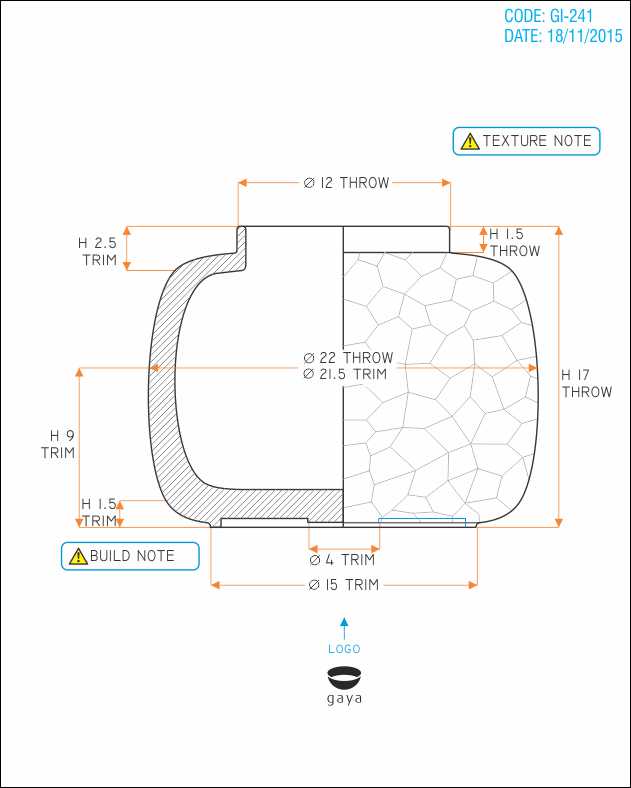 CODE: GI-241
DATE: 18/11/2015
TEXTURE NOTE
Ø 12 THROW
H 2.5
TRIM
H 1.5
THROW
Ø 22 THROW
Ø 21.5 TRIM
H 17
THROW
H 9
TRIM
H 1.5
TRIM
BUILD NOTE
Ø 4 TRIM
Ø 15 TRIM
LOGO
gaya